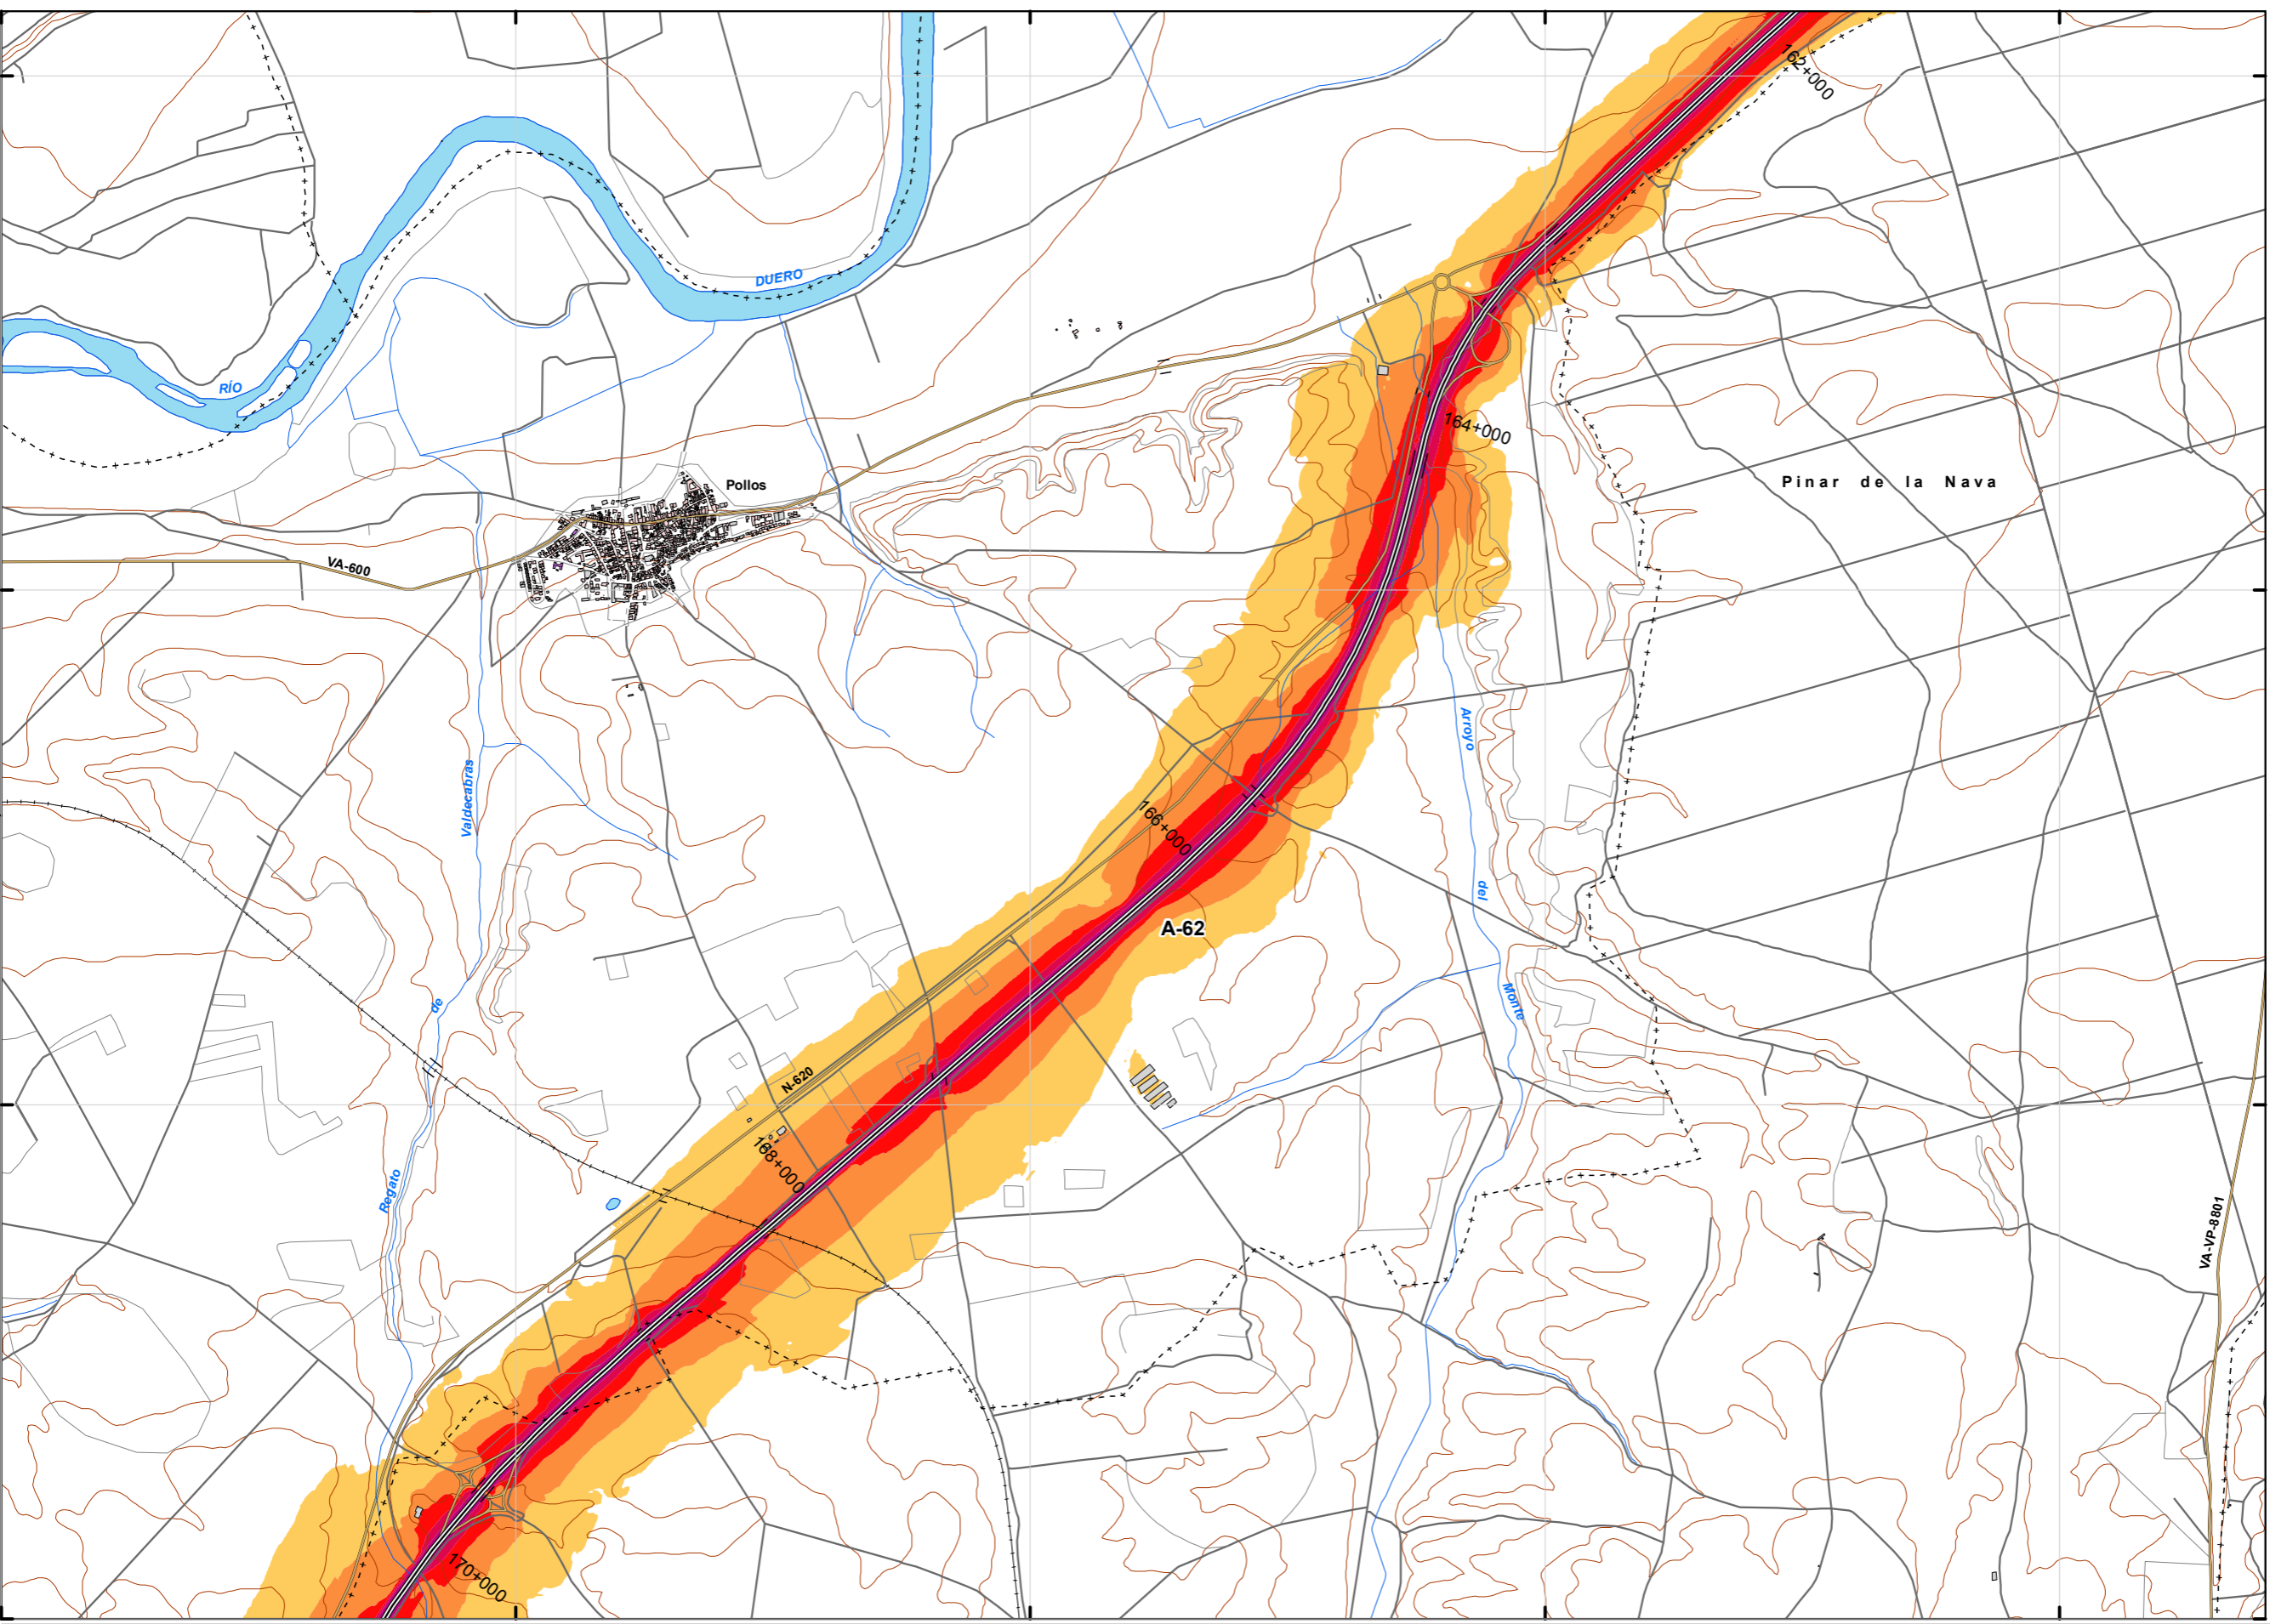 162+000
DUERO
RÍO
164+000
Pinar de la Nava
Pollos
VA-600
Arroyo
Valdecabras
166+000
del
A-62
Monte
de
N-620
168+000
Regato
VA-VP-8801
170+000